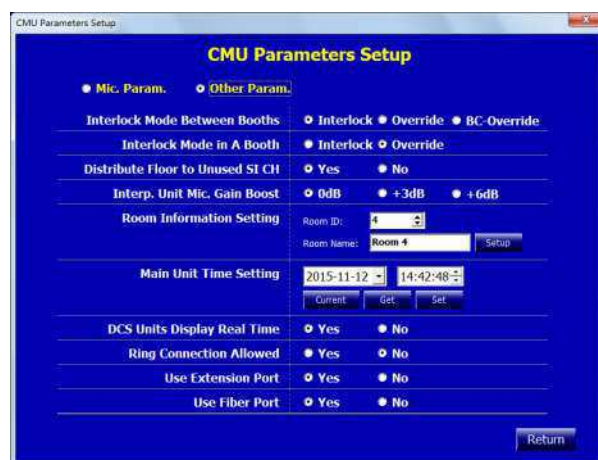 CMU Parameters Setup
CMU Parameters Setup
Mic. Param. Other Param.
Interlock Mode Between Booths Interlock Override BC-Override
Interlock Mode in A Booth Interlock Override
Distribute Floor to Unused SI CH Yes No
Interp. Unit Mic. Gain Boost 0dB +3dB +6dB
Room Information Setting Room ID: 4
Room Name: Room 4 Setup
Main Unit Time Setting 2015-11-12 14:42:48
Current Get Set
DCS Units Display Real Time Yes No
Ring Connection Allowed Yes No
Use Extension Port Yes No
Use Fiber Port Yes No
Return